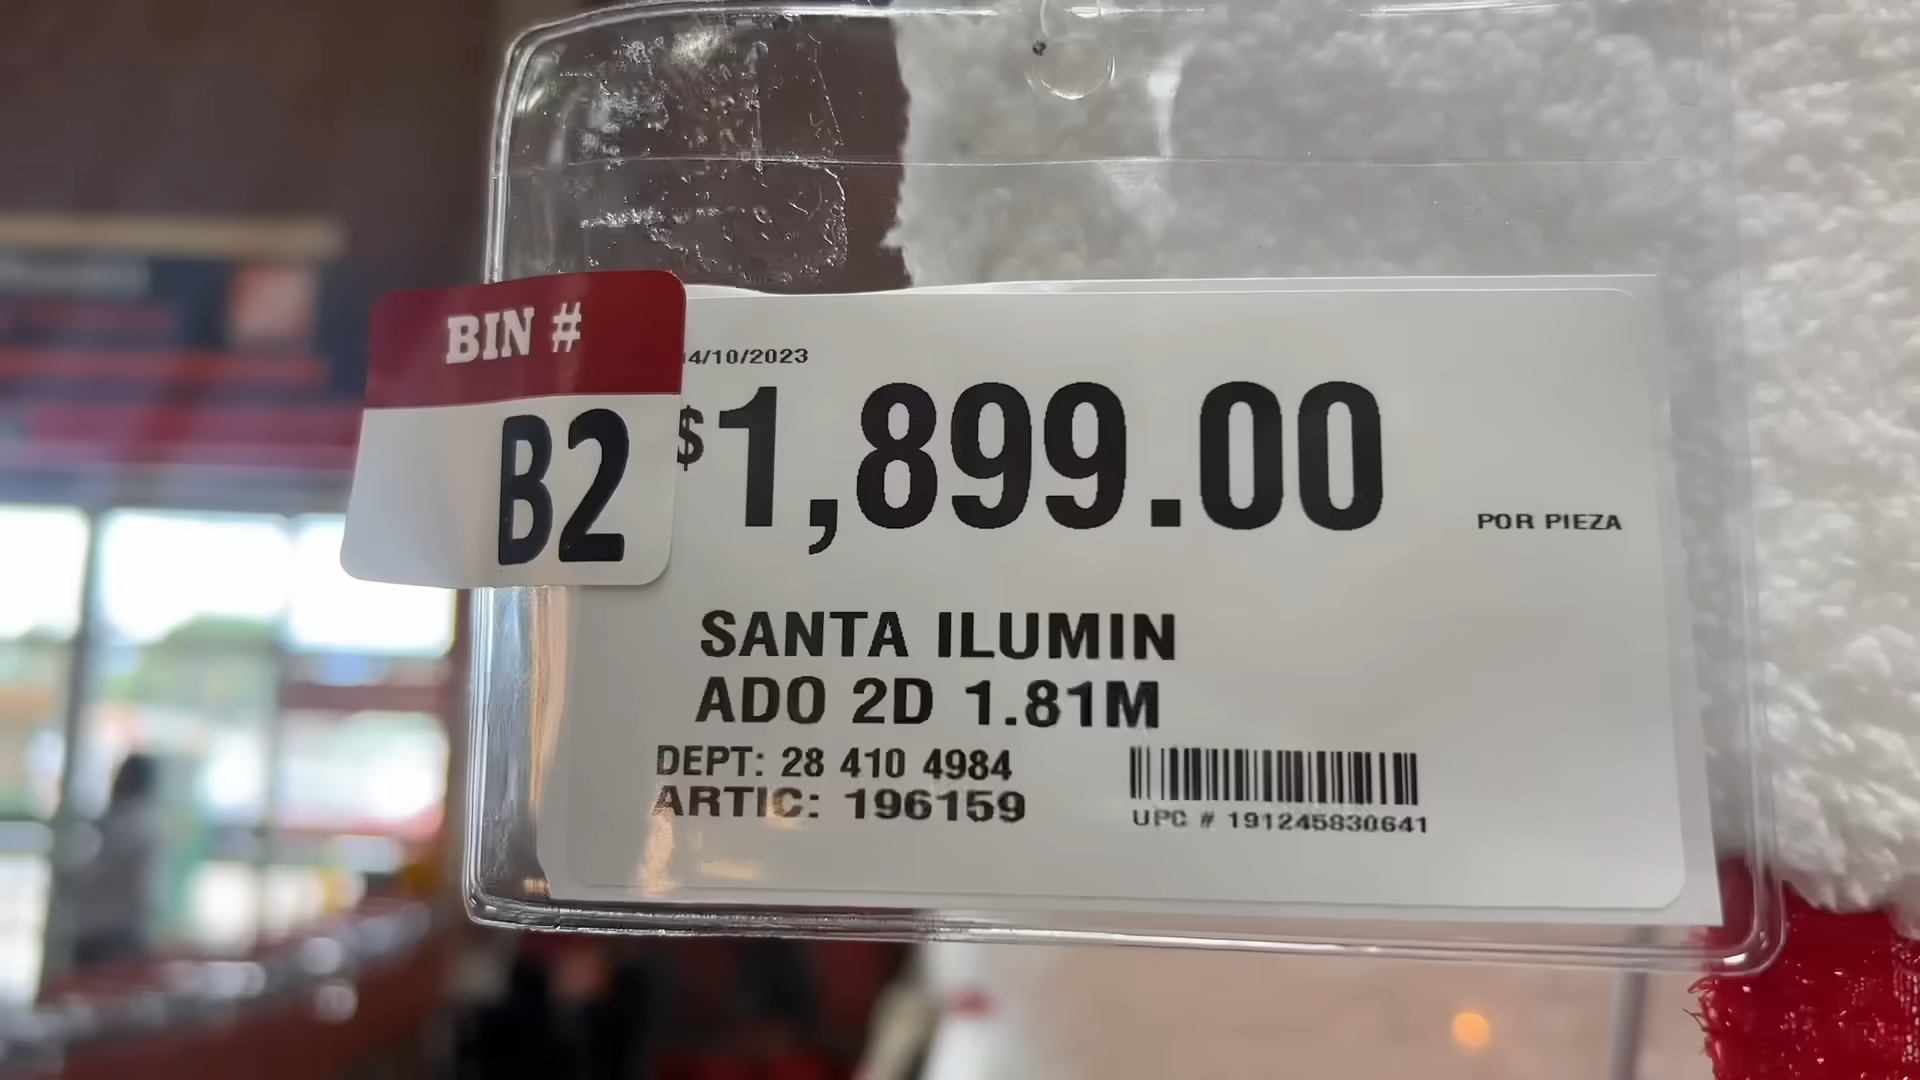 BIN #
B2
4/10/2023
$1,899.00
POR PIEZA
SANTA ILUMIN
ADO 2D 1.81M
DEPT: 28 410 4984
ARTIC: 196159
UPC # 191245830641